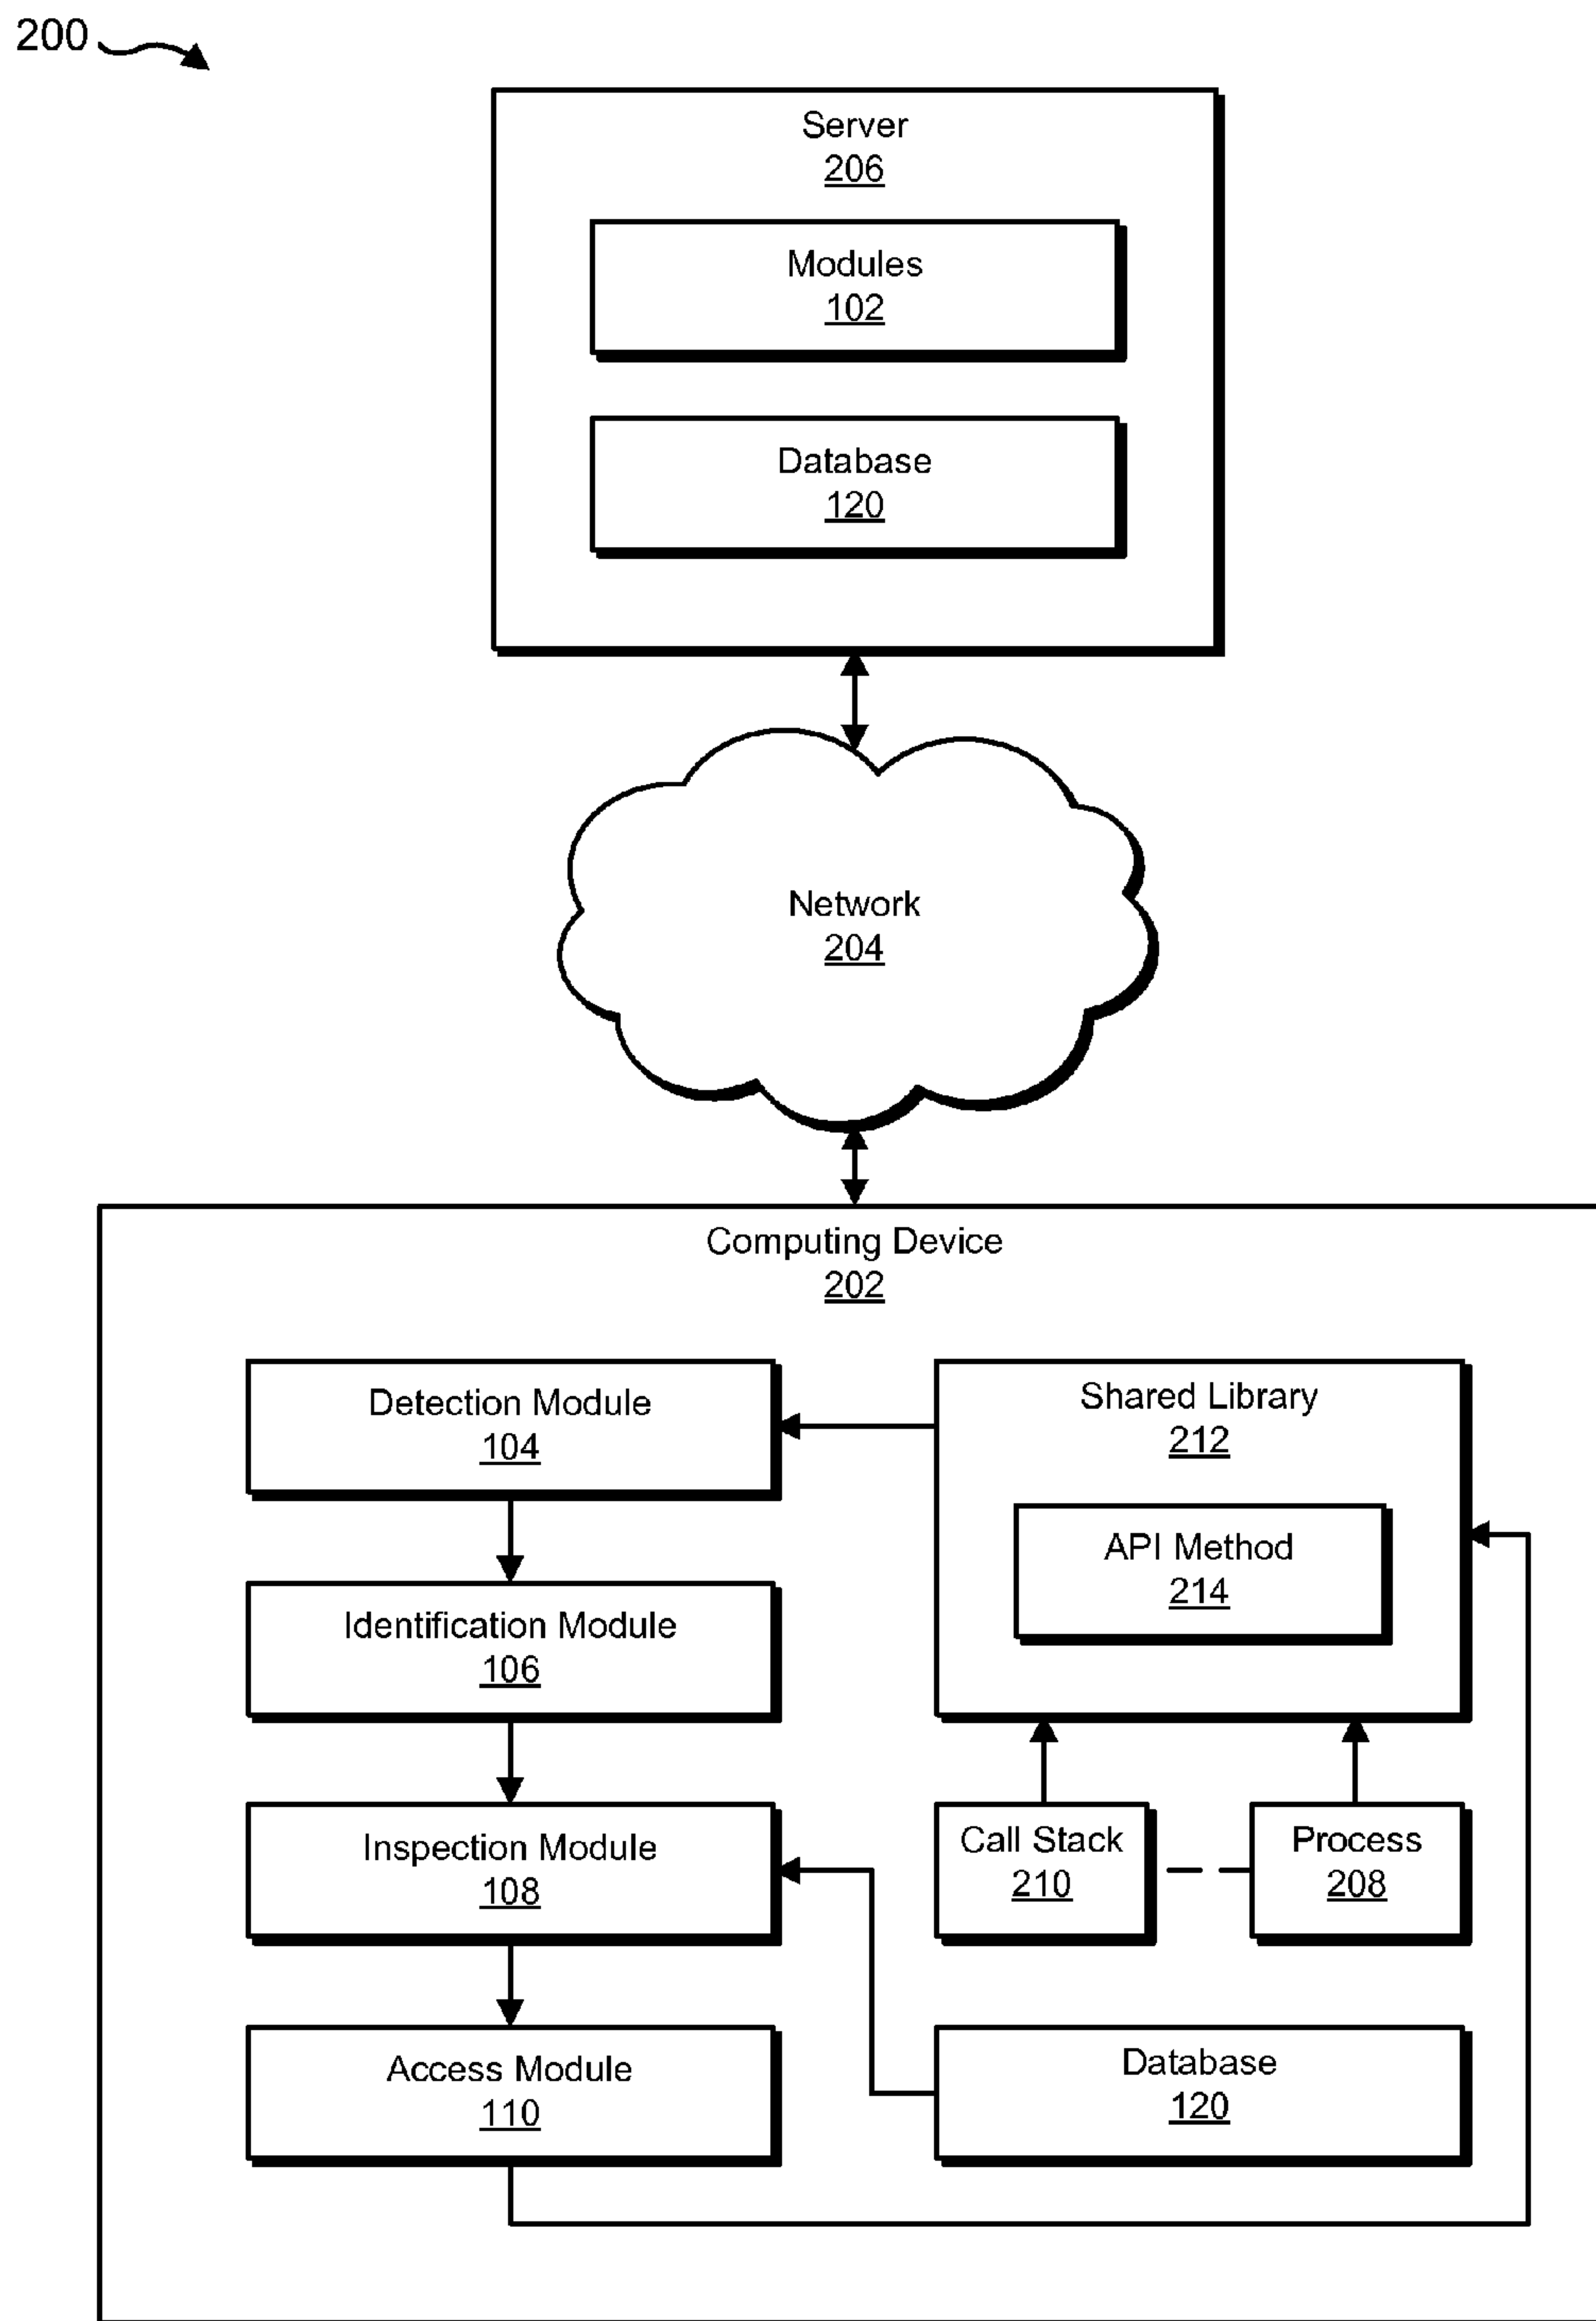 200
Server
206
Modules
102
Database
120
Network
204
Computing Device
202
Detection Module
104
Shared Library
212
API Method
214
Identification Module
106
Inspection Module
108
Call Stack
210
Process
208
Access Module
110
Database
120